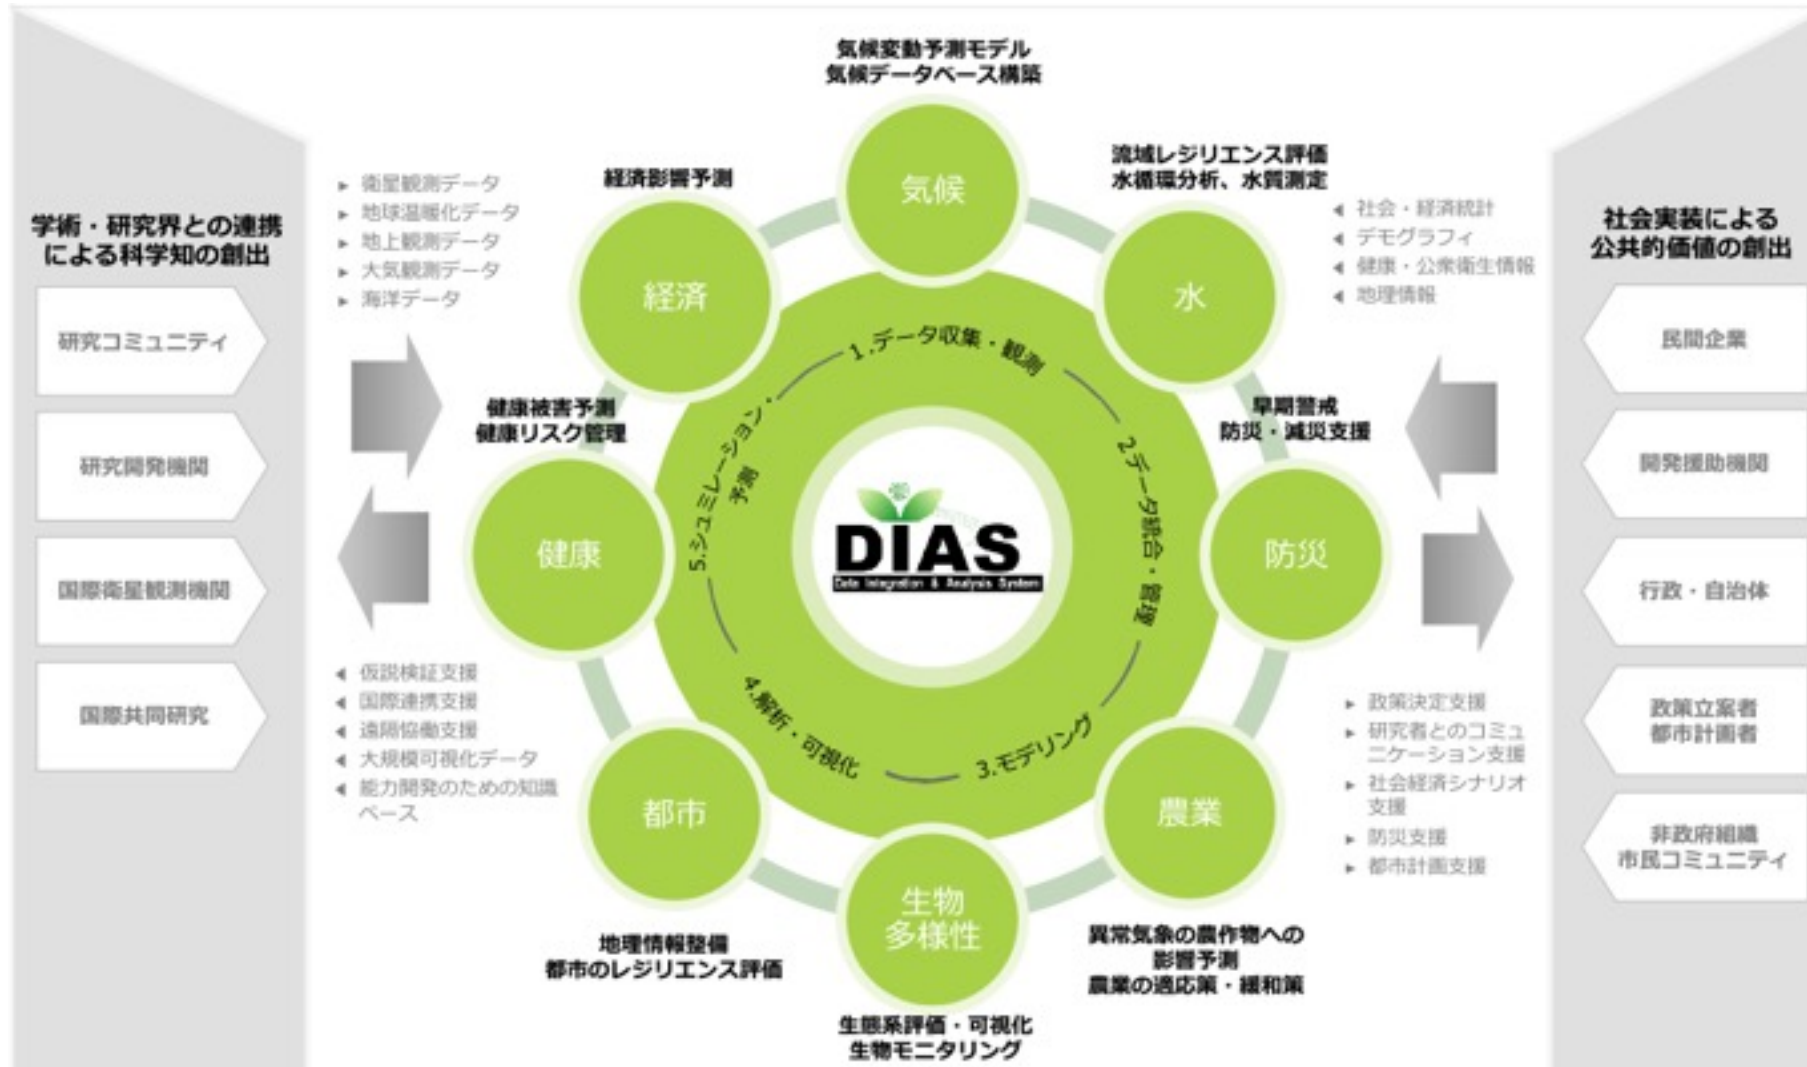 学術・研究界との連携
による科学知の創出
研究コミュニティ
研究開発機関
国際衛星観測機関
国際共同研究
衛星観測データ
地球温暖化データ
地上観測データ
大気観測データ
海洋データ
仮説検証支援
国際連携支援
遠隔協働支援
大規模可視化データ
能力開発のための知識
ベース
気候変動予測モデル
気候データベース構築
気候
流域レジリエンス評価
水循環分析、水質測定
水
早期警戒
防災・減災支援
防災
農業
異常気象の農作物への
影響予測
農業の適応策・緩和策
生物
多様性
生態系評価・可視化
生物モニタリング
都市
地理情報整備
都市のレジリエンス評価
健康被害予測
健康リスク管理
健康
経済影響予測
経済
1.データ収集・観測
2.データ統合・管理
3.モデリング
4.解析・可視化
5.シュミレーション・
予測
DIAS
Data Integration & Analysis System
社会・経済統計
デモグラフィ
健康・公衆衛生情報
地理情報
政策決定支援
研究者とのコミュ
ニケーション支援
社会経済シナリオ
支援
防災支援
都市計画支援
社会実装による
公共的価値の創出
民間企業
開発援助機関
行政・自治体
政策立案者
都市計画者
非政府組織
市民コミュニティ